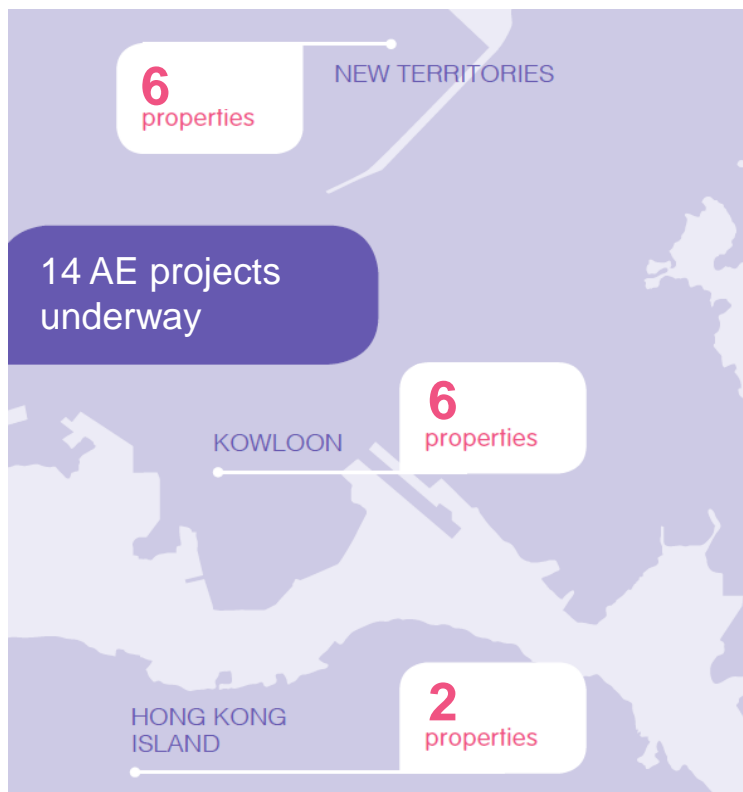 6
properties
NEW TERRITORIES
14 AE projects
underway
6
properties
KOWLOON
2
properties
HONG KONG
ISLAND